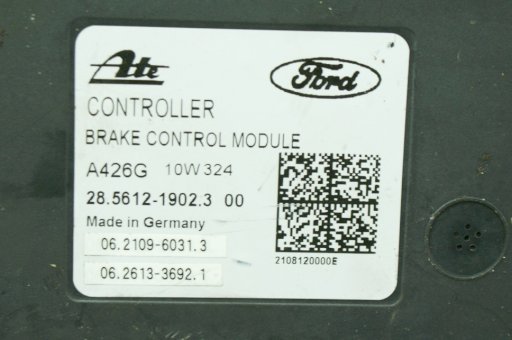 Ate Ford
CONTROLLER
BRAKE CONTROL MODULE
A426G 10W324
28.5612-1902.3 00
Made in Germany
06.2109-6031.3
06.2613-3692.1
2108120000E